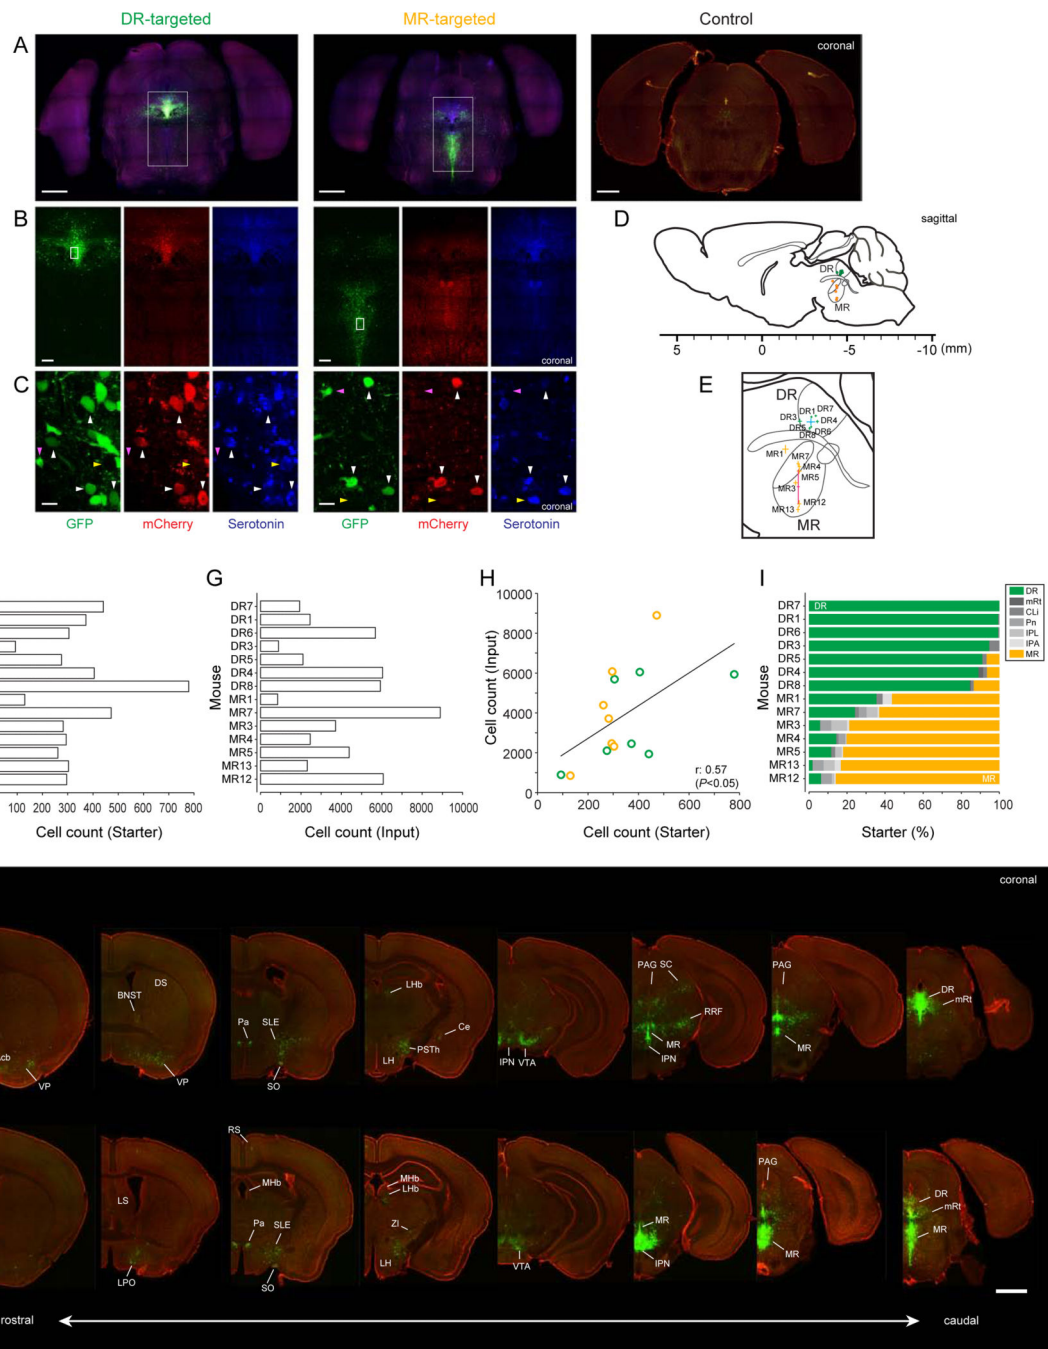 DR-targeted
MR-targeted
Control
A
coronal
B
coronal
C
GFP
mCherry
Serotonin
GFP
mCherry
Serotonin
coronal
D
sagittal
DR
MR
5
0
-5
-10 (mm)
E
DR
DR1
DR7
DR3
DR4
DR5
DR6
DR8
MR1
MR7
MR4
MR5
MR3
MR12
MR13
MR
100
200
300
400
500
600
700
800
Cell count (Starter)
G
Mouse
DR7
DR1
DR6
DR3
DR5
DR4
DR8
MR1
MR7
MR3
MR4
MR5
MR13
MR12
0
2000
4000
6000
8000
10000
Cell count (Input)
H
Cell count (Input)
10000
8000
6000
4000
2000
0
0
200
400
600
800
r: 0.57
(P<0.05)
Cell count (Starter)
I
Mouse
DR7
DR1
DR6
DR3
DR5
DR4
DR8
MR1
MR7
MR3
MR4
MR5
MR13
MR12
DR
MR
0
20
40
60
80
100
Starter (%)
DR
mRt
CLi
Pn
IPL
IPA
MR
coronal
cb
VP
BNST
DS
VP
Pa
SLE
SO
LHb
Ce
PSTh
LH
IPN
VTA
PAG
SC
RRF
MR
IPN
PAG
MR
DR
mRt
LS
LPO
RS
MHb
Pa
SLE
SO
MHb
LHb
ZI
LH
VTA
MR
IPN
PAG
MR
DR
mRt
MR
rostral
caudal